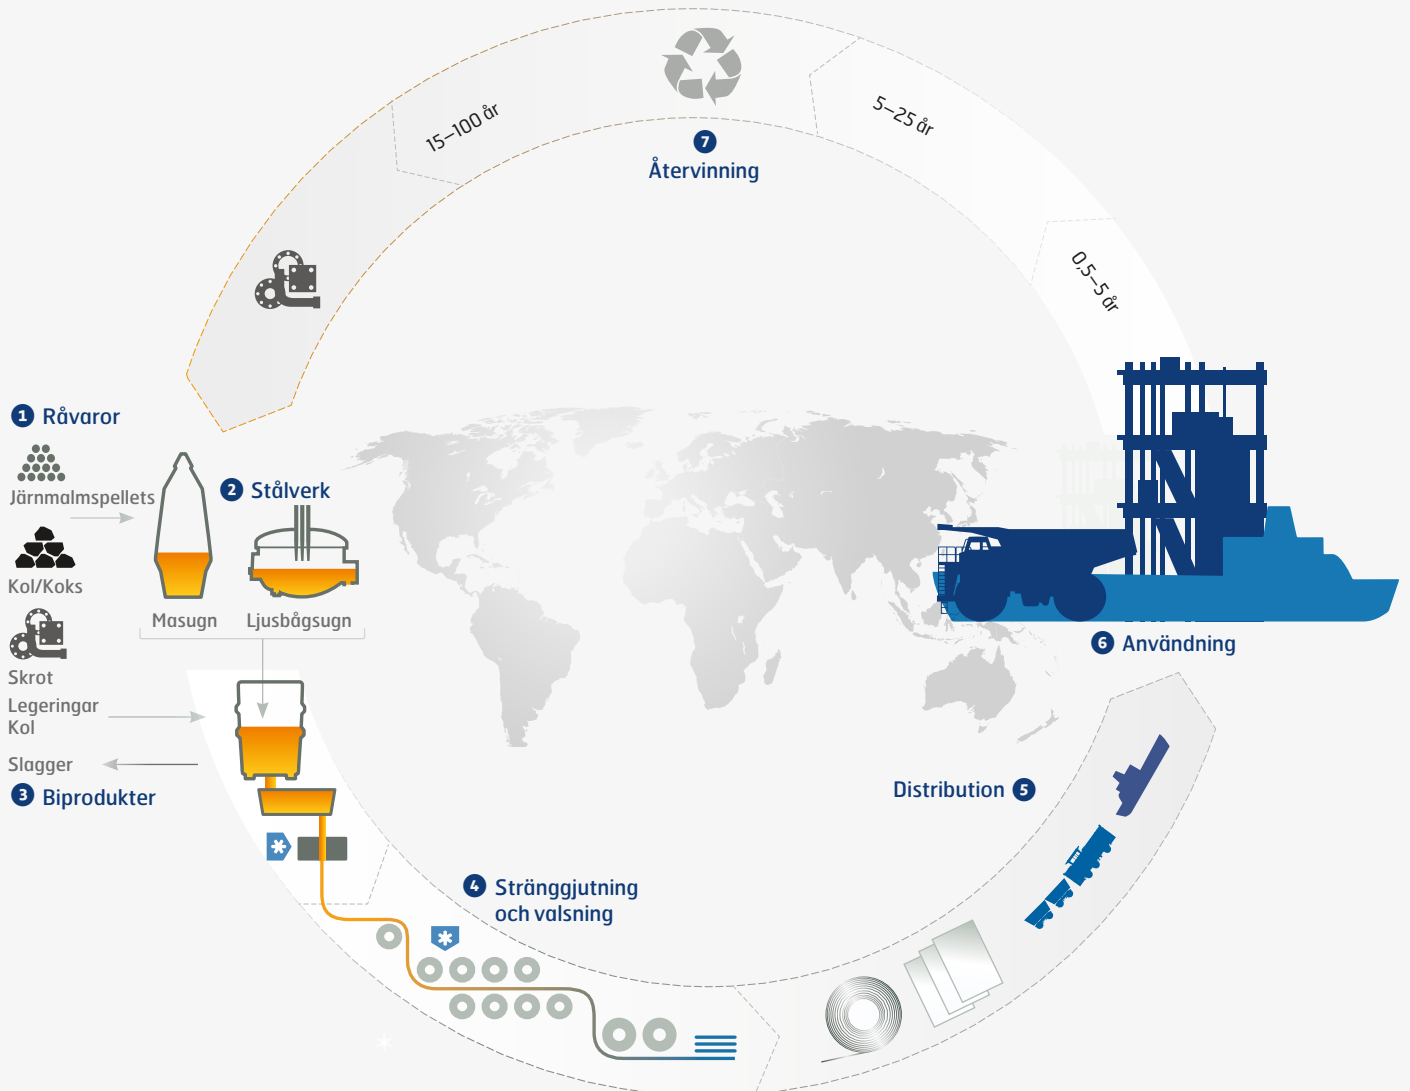 15–100 år
5–25 år
7
Återvinning
0,5–5 år
1 Råvaror
Järnmalmspellets
2 Stålverk
Kol/Koks
Masugn
Ljusbågsugn
Skrot
6 Användning
Legeringar
Kol
Slagger
3 Biprodukter
Distribution 5
4 Stränggjutning
och valsning